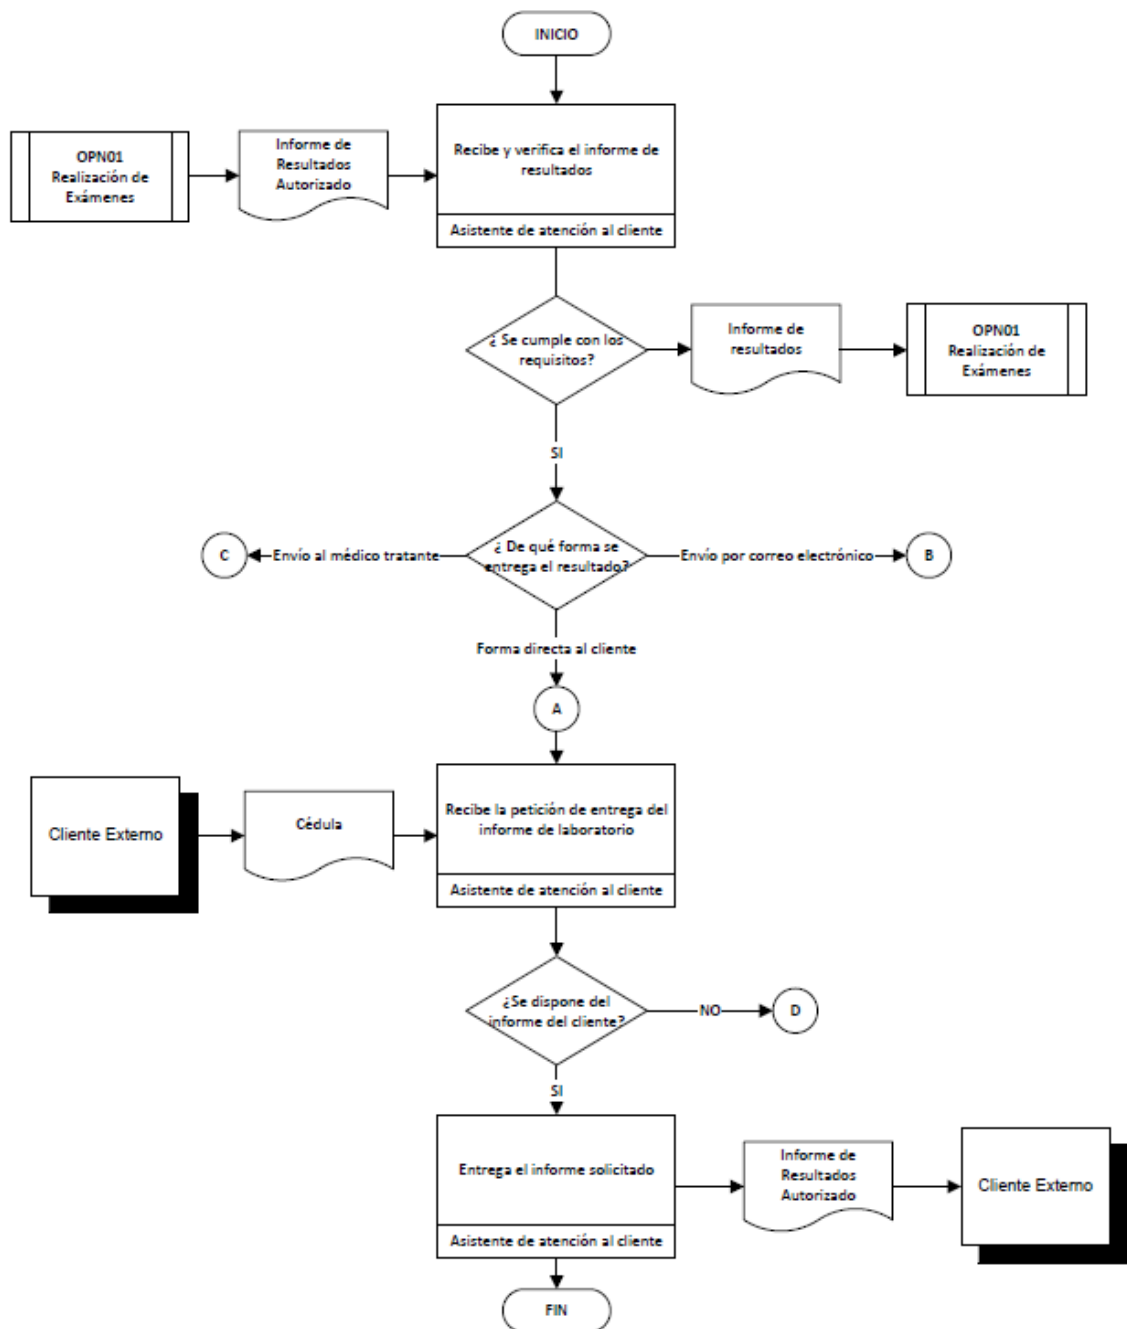 INICIO
OPN01
Realización de
Exámenes
Informe de
Resultados
Autorizado
Recibe y verifica el informe de
resultados
Asistente de atención al cliente
¿ Se cumple con los
requisitos?
Informe de
resultados
OPN01
Realización de
Exámenes
SI
C
Envío al médico tratante
¿ De qué forma se
entrega el resultado?
Envío por correo electrónico
B
Forma directa al cliente
A
Cliente Externo
Cédula
Recibe la petición de entrega del
informe de laboratorio
Asistente de atención al cliente
¿Se dispone del
informe del cliente?
NO
D
SI
Entrega el informe solicitado
Asistente de atención al cliente
Informe de
Resultados
Autorizado
Cliente Externo
FIN